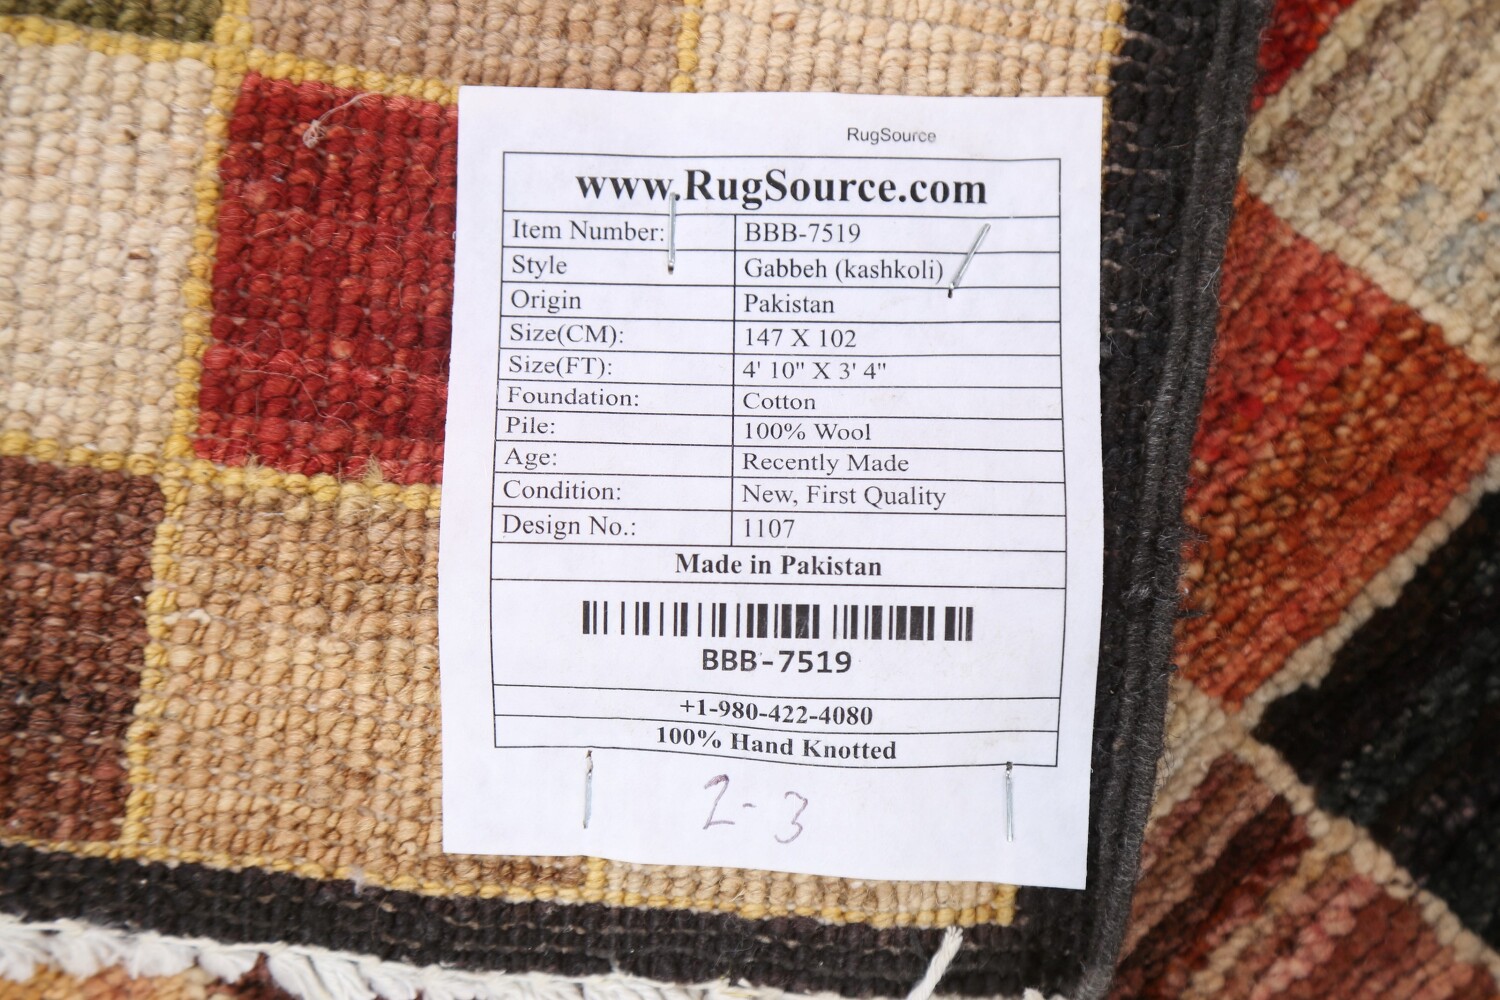 RugSource
www.RugSource.com
Item Number: BBB-7519
Style Gabbeh (kashkoli)
Origin Pakistan
Size(CM): 147 X 102
Size(FT): 4' 10" X 3' 4"
Foundation: Cotton
Pile: 100% Wool
Age: Recently Made
Condition: New, First Quality
Design No.: 1107
Made in Pakistan
BBB-7519
+1-980-422-4080
100% Hand Knotted
2-3